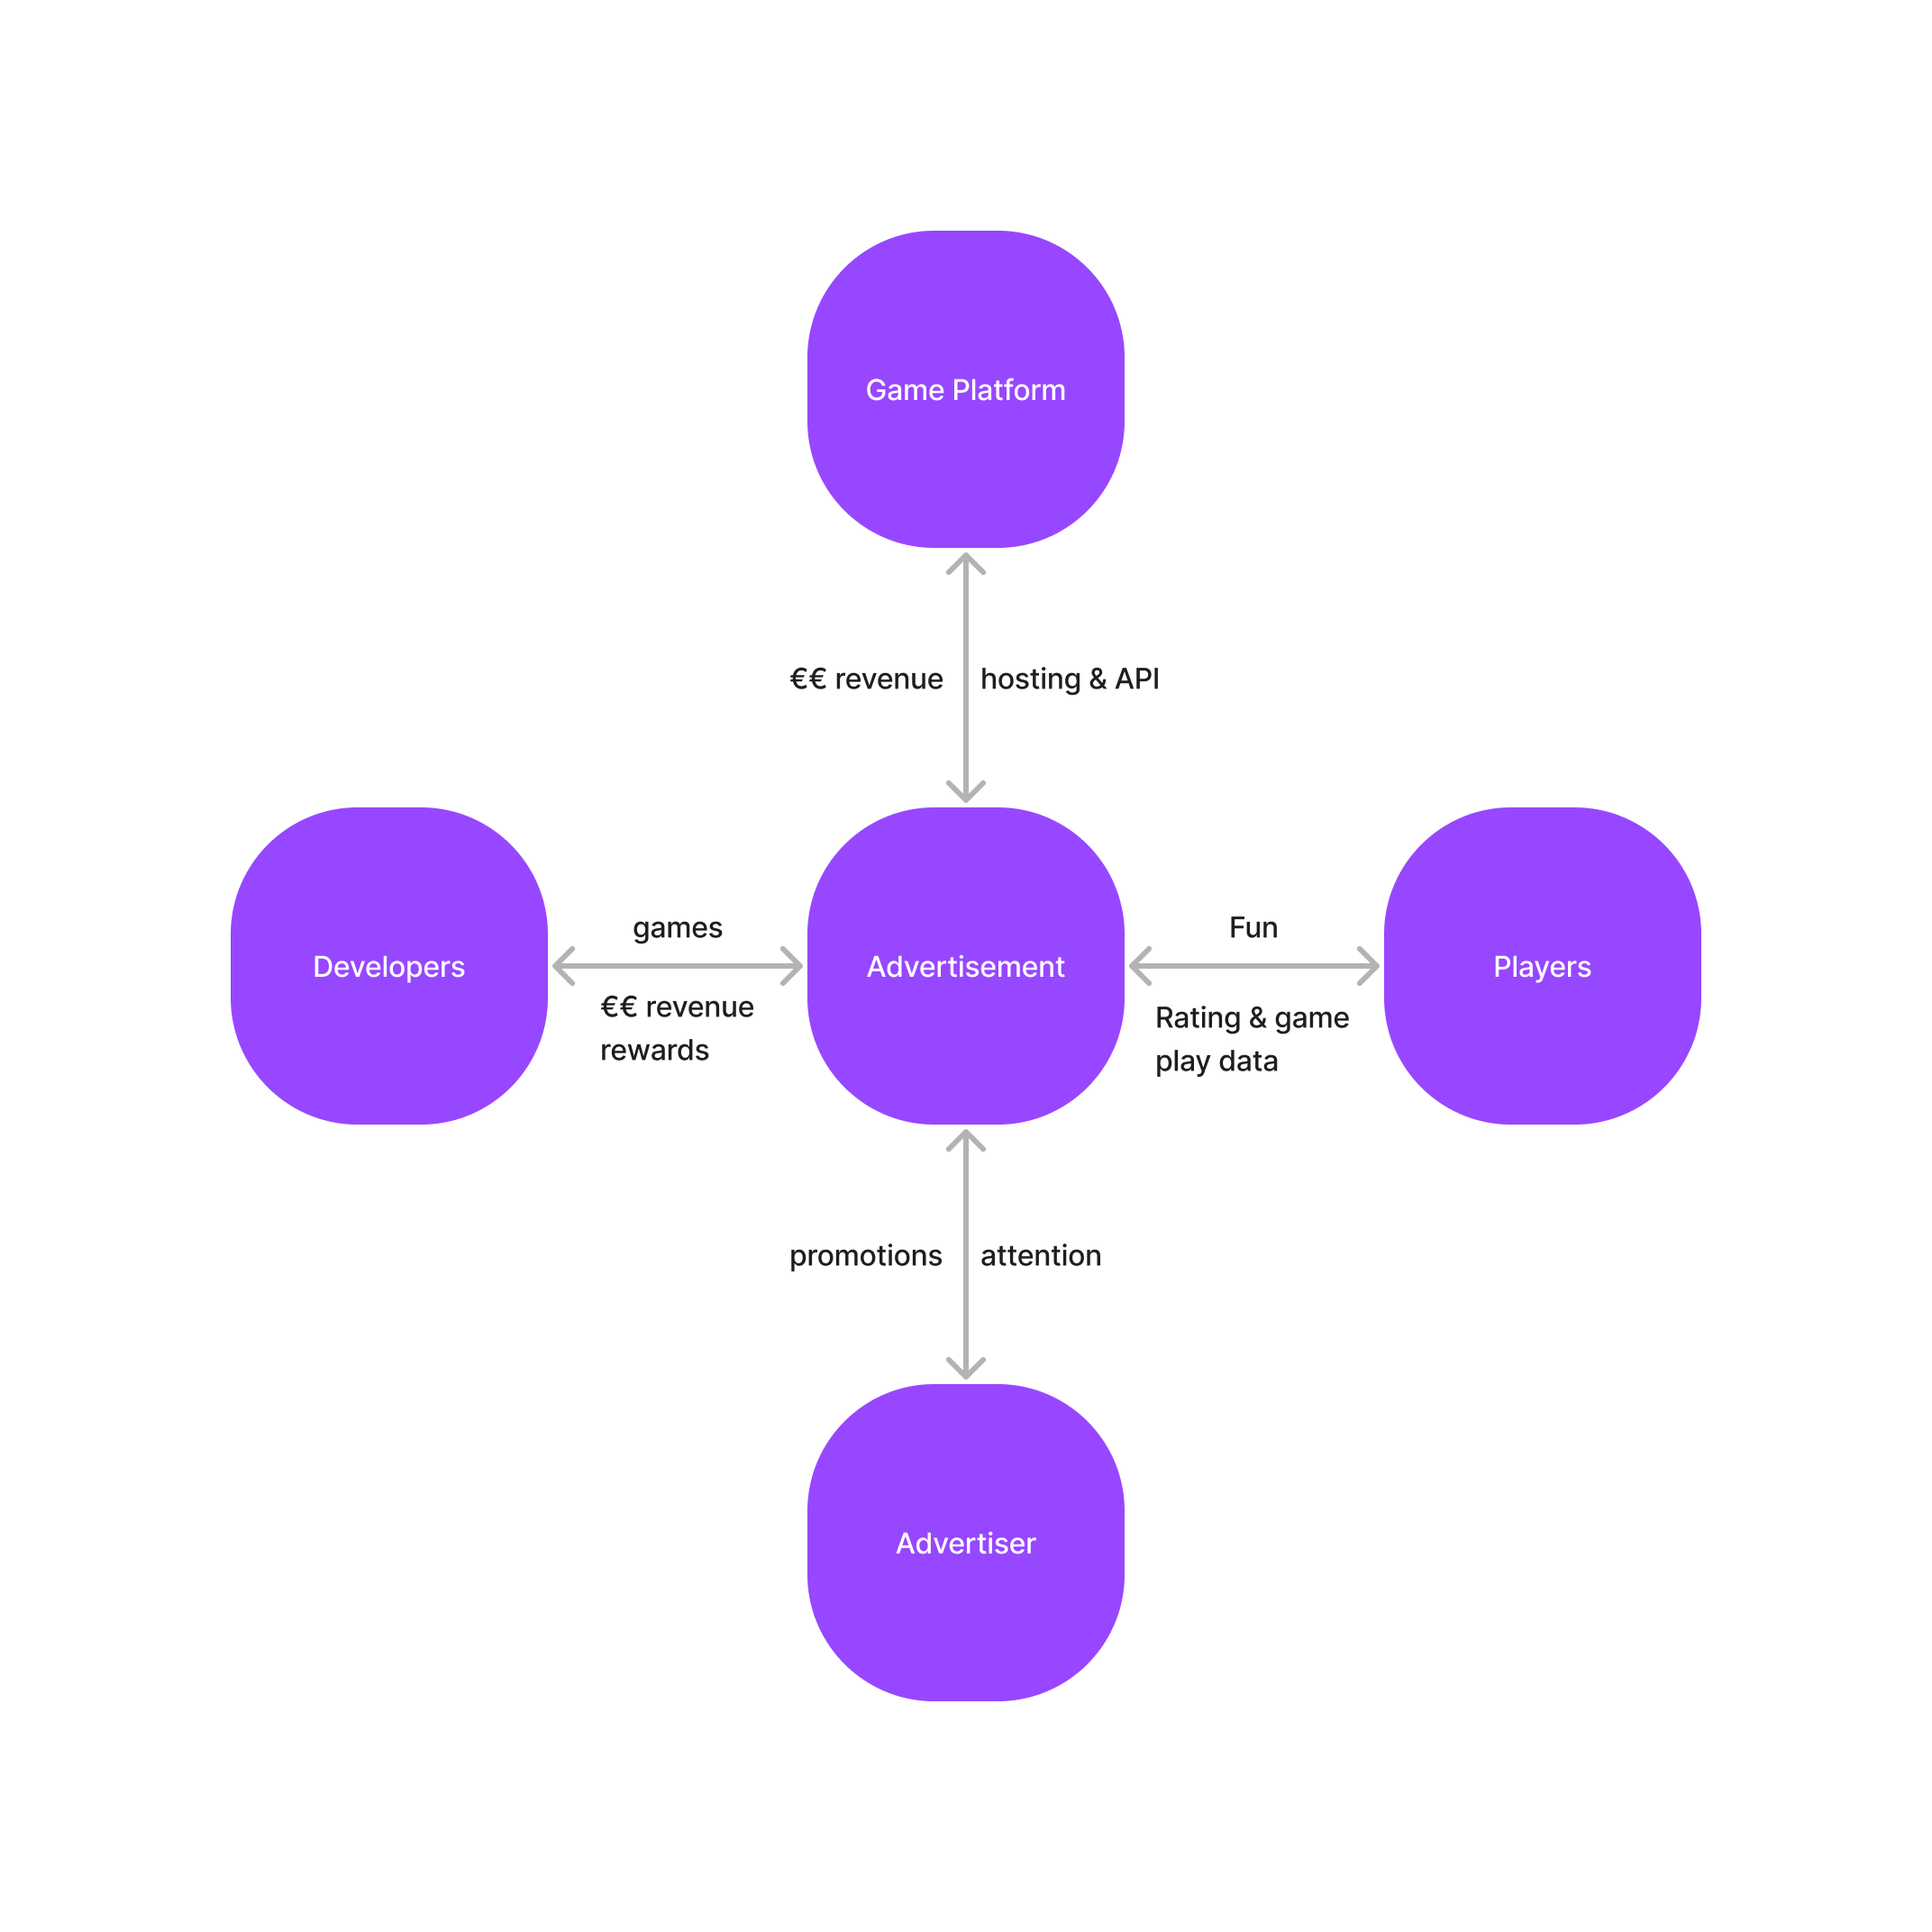 Game Platform
€€ revenue
hosting & API
games
Fun
Developers
Advertisement
Players
€€ revenue
rewards
Rating & game
play data
promotions
attention
Advertiser